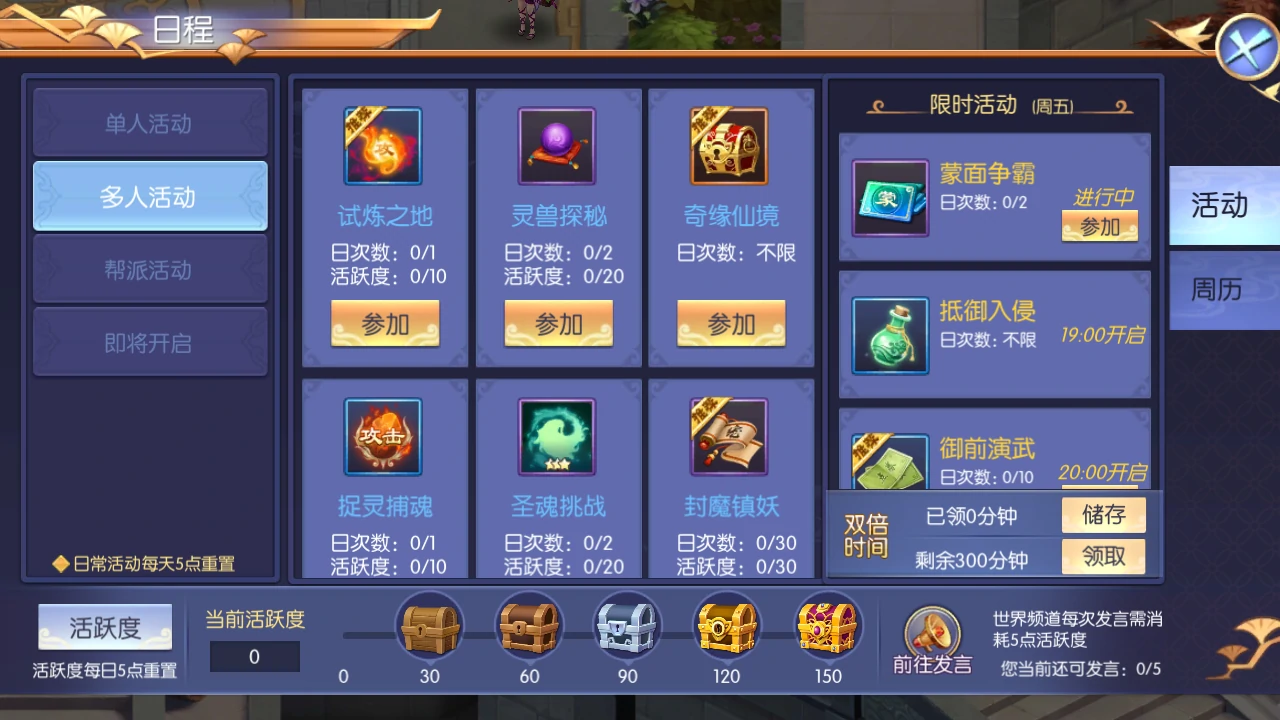 日程
单人活动
多人活动
帮派活动
即将开启
日常活动每天5点重置
推荐
攻
试炼之地
日次数：0/1
活跃度：0/10
参加
灵兽探秘
日次数：0/2
活跃度：0/20
参加
推荐
奇缘仙境
日次数：不限
参加
攻击
捉灵捕魂
日次数：0/1
活跃度：0/10
圣魂挑战
日次数：0/2
活跃度：0/20
推荐
封魔镇妖
日次数：0/30
活跃度：0/30
限时活动（周五）
蒙
蒙面争霸
日次数：0/2
进行中
参加
抵御入侵
日次数：不限
19:00开启
推荐
御前演武
日次数：0/10
20:00开启
双倍
时间
已领0分钟
储存
剩余300分钟
领取
活动
周历
活跃度
活跃度每日5点重置
当前活跃度
0
0
30
60
90
120
150
前往发言
世界频道每次发言需消
耗5点活跃度
您当前还可发言：0/5